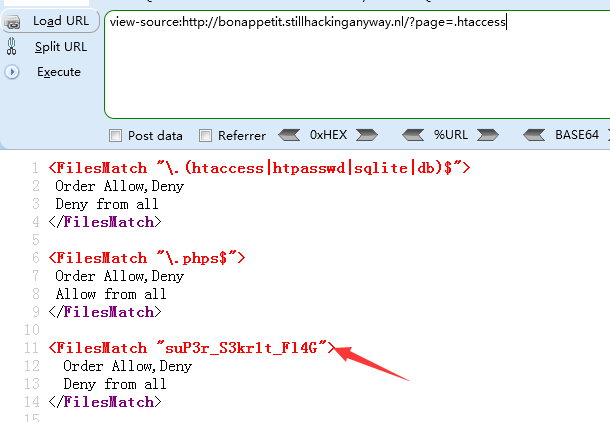 Load URL
view-source:http://bonappetit.stillhackinganyway.nl/?page=.htaccess
Split URL
Execute
Post data Referrer 0xHEX %URL BASE64
1 <FilesMatch "\.(htaccess|htpasswd|sqlite|db)$">
2 Order Allow,Deny
3 Deny from all
4 </FilesMatch>
5
6 <FilesMatch "\.phps$">
7 Order Allow,Deny
8 Allow from all
9 </FilesMatch>
10
11 <FilesMatch "suP3r_S3kr1t_Fl4G">
12 Order Allow,Deny
13 Deny from all
14 </FilesMatch>
15